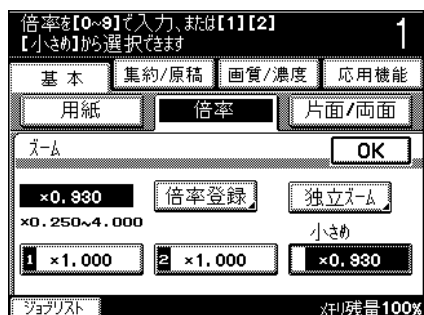 倍率を[0~9]で入力、または[1][2]
【小さめ】から選択できます
1
基本 集約/原稿 画質/濃度 応用機能
用紙 倍率 片面/両面
ズーム OK
×0.930 倍率登録 独立ズーム
×0.250~4.000
小さめ
1 ×1.000 2 ×1.000 ×0.930
ジョブリスト メモリ残量100%